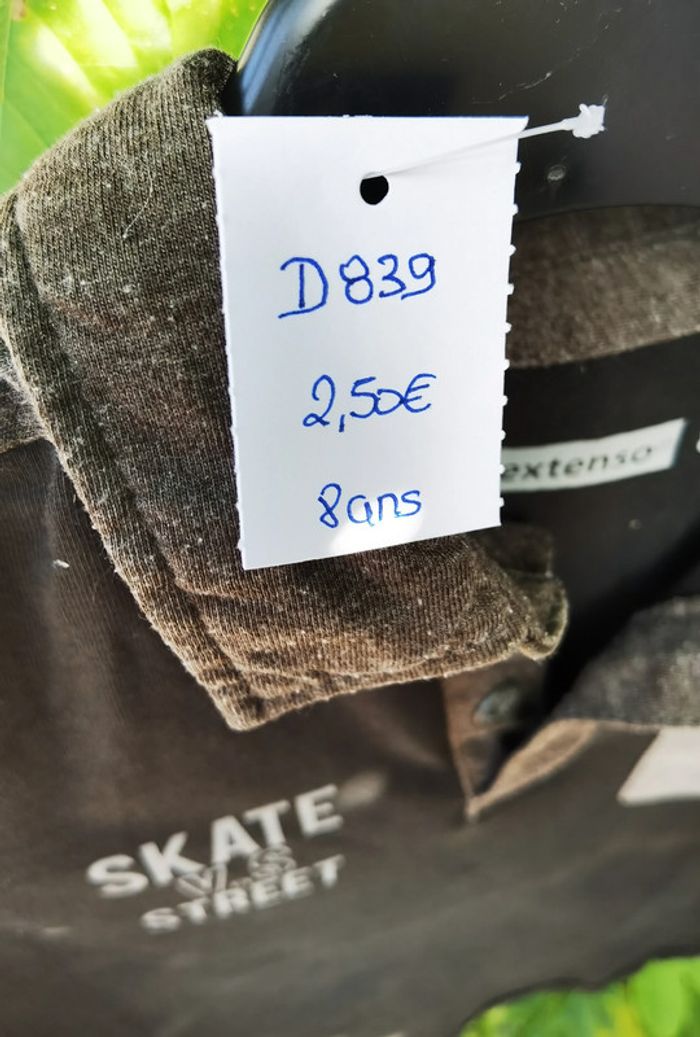 D839
2,50€
8ans
extenso
SKATE
VS
STREET